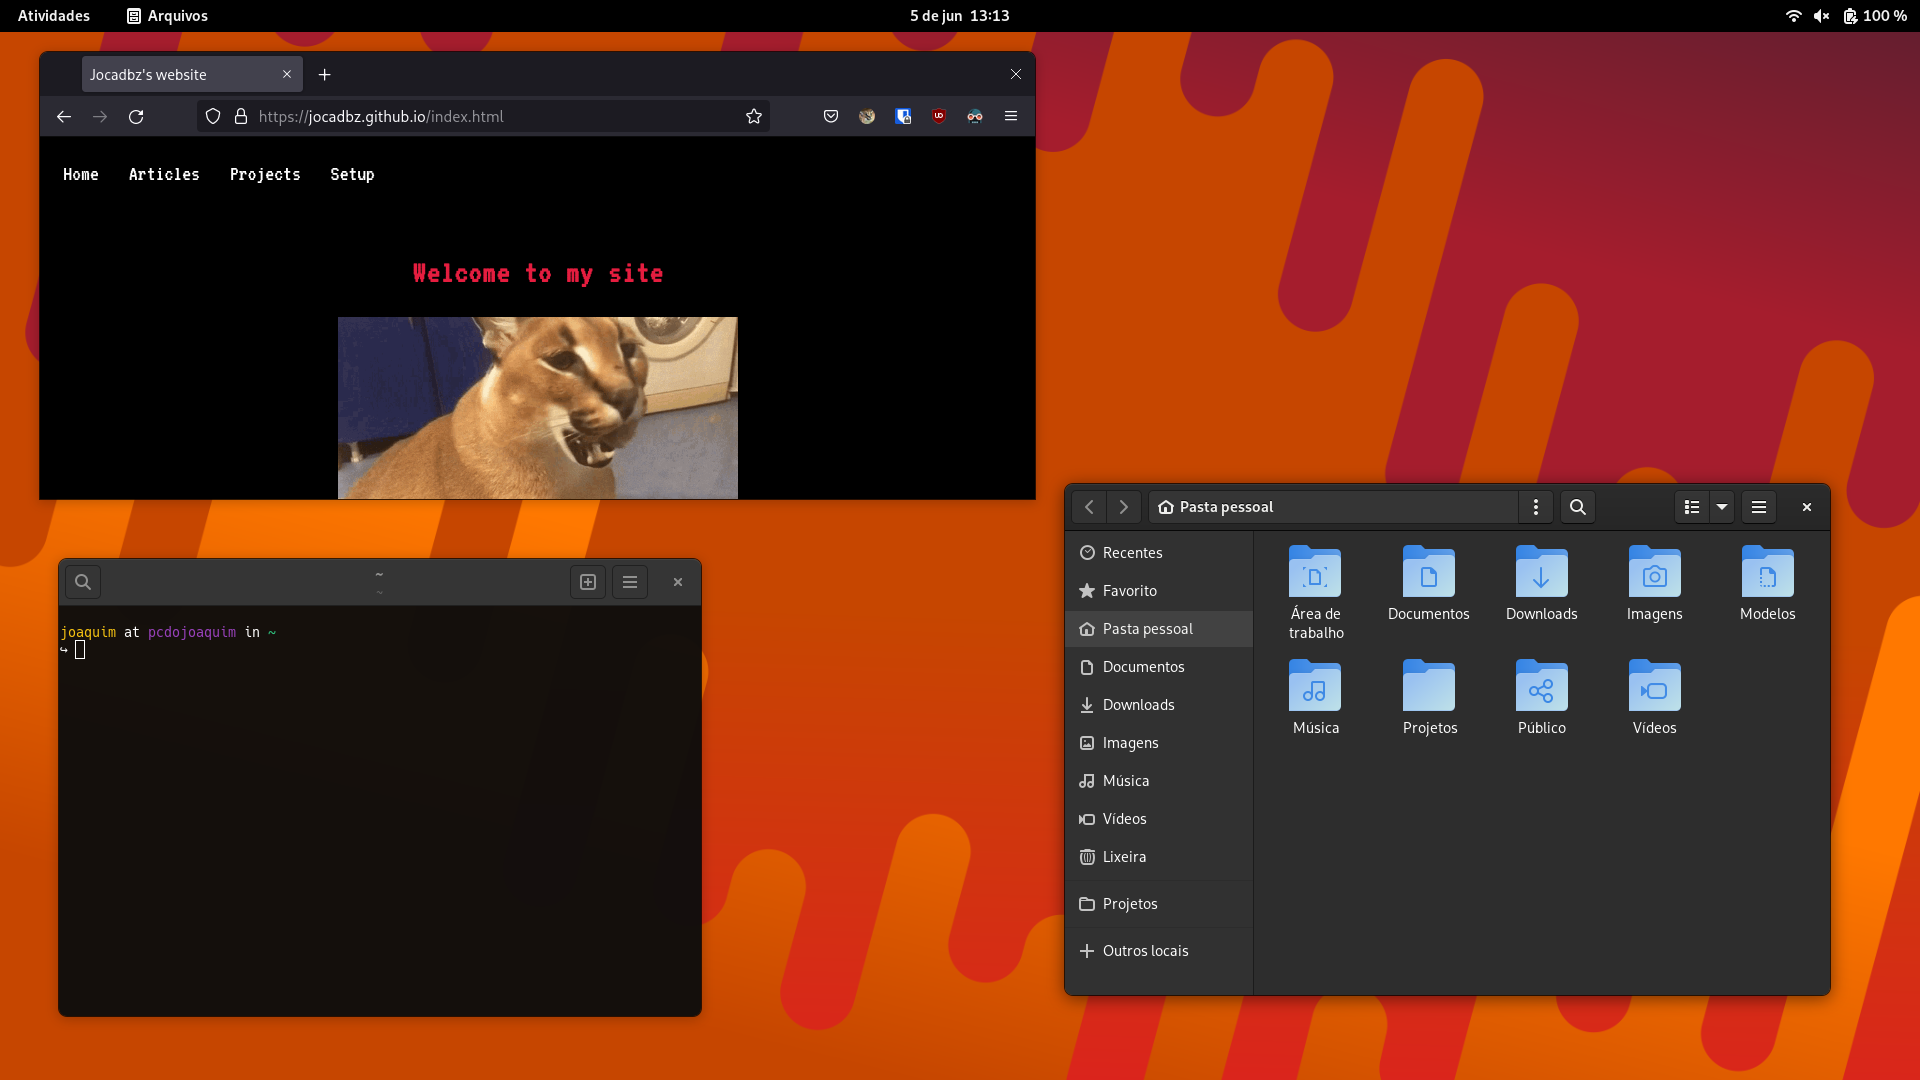 Atividades Arquivos 5 de jun 13:13 100 %
Jocadbz's website
https://jocadbz.github.io/index.html
Home Articles Projects Setup
Welcome to my site
~
~
joaquim at pcdojoaquim in ~
↪
Pasta pessoal
Recentes
Favorito
Pasta pessoal
Documentos
Downloads
Imagens
Música
Vídeos
Lixeira
Projetos
Outros locais
Área de
trabalho
Documentos
Downloads
Imagens
Modelos
Música
Projetos
Público
Vídeos